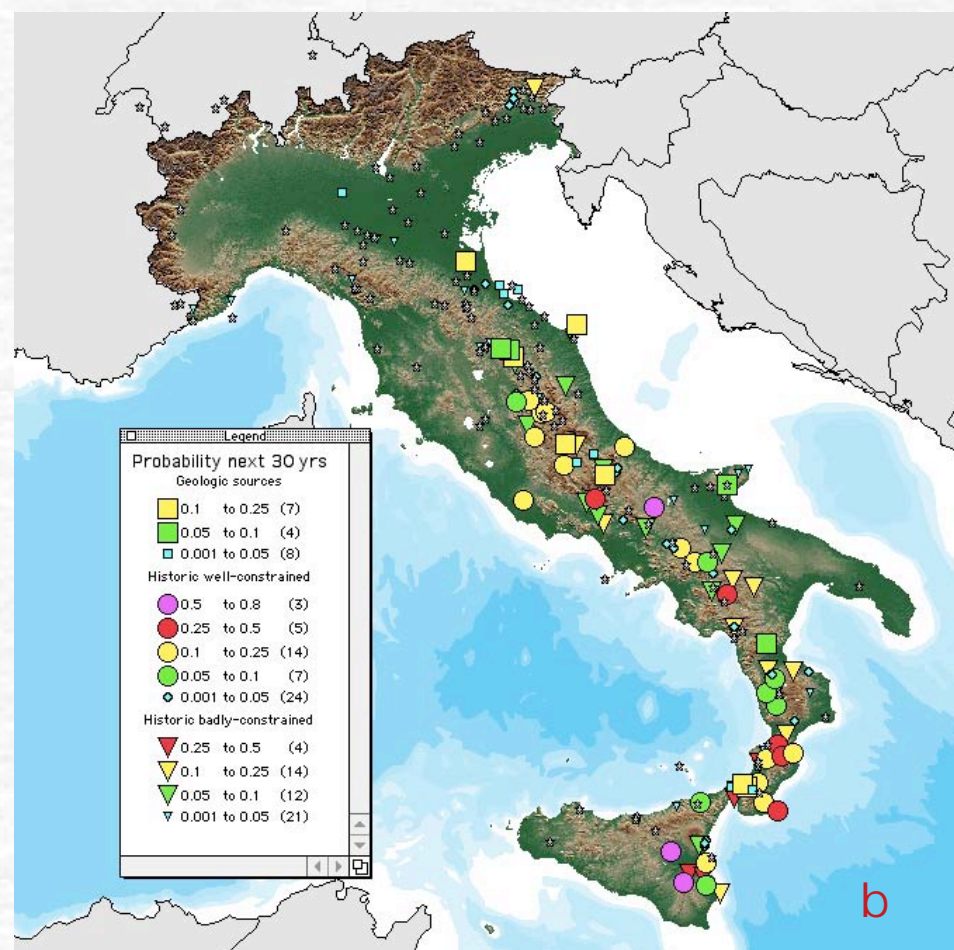 Legend
Probability next 30 yrs
Geologic sources
0.1 to 0.25 (7)
0.05 to 0.1 (4)
0.001 to 0.05 (8)
Historic well-constrained
0.5 to 0.8 (3)
0.25 to 0.5 (5)
0.1 to 0.25 (14)
0.05 to 0.1 (7)
0.001 to 0.05 (24)
Historic badly-constrained
0.25 to 0.5 (4)
0.1 to 0.25 (14)
0.05 to 0.1 (12)
0.001 to 0.05 (21)
b